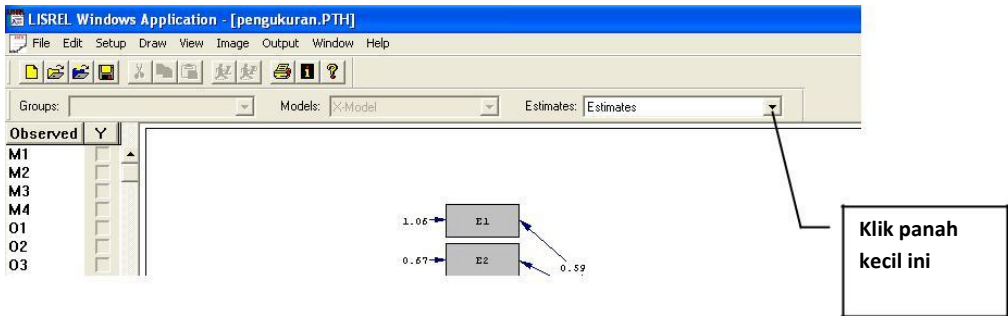 LISREL Windows Application - [pengukuran.PTH]
File Edit Setup Draw View Image Output Window Help
Groups: Models: X-Model Estimates: Estimates
Observed Y
M1
M2
M3
M4
O1
O2
O3
1.06 E1
0.67 E2
0.59
Klik panah
kecil ini